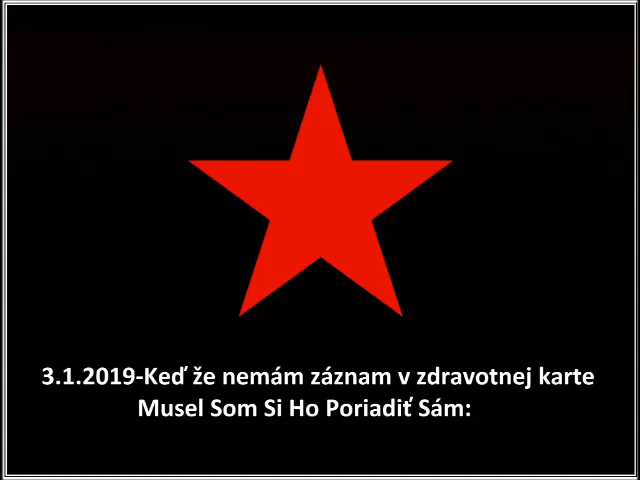 3.1.2019-Keď že nemám záznam v zdravotnej karte
Musel Som Si Ho Poriadiť Sám: